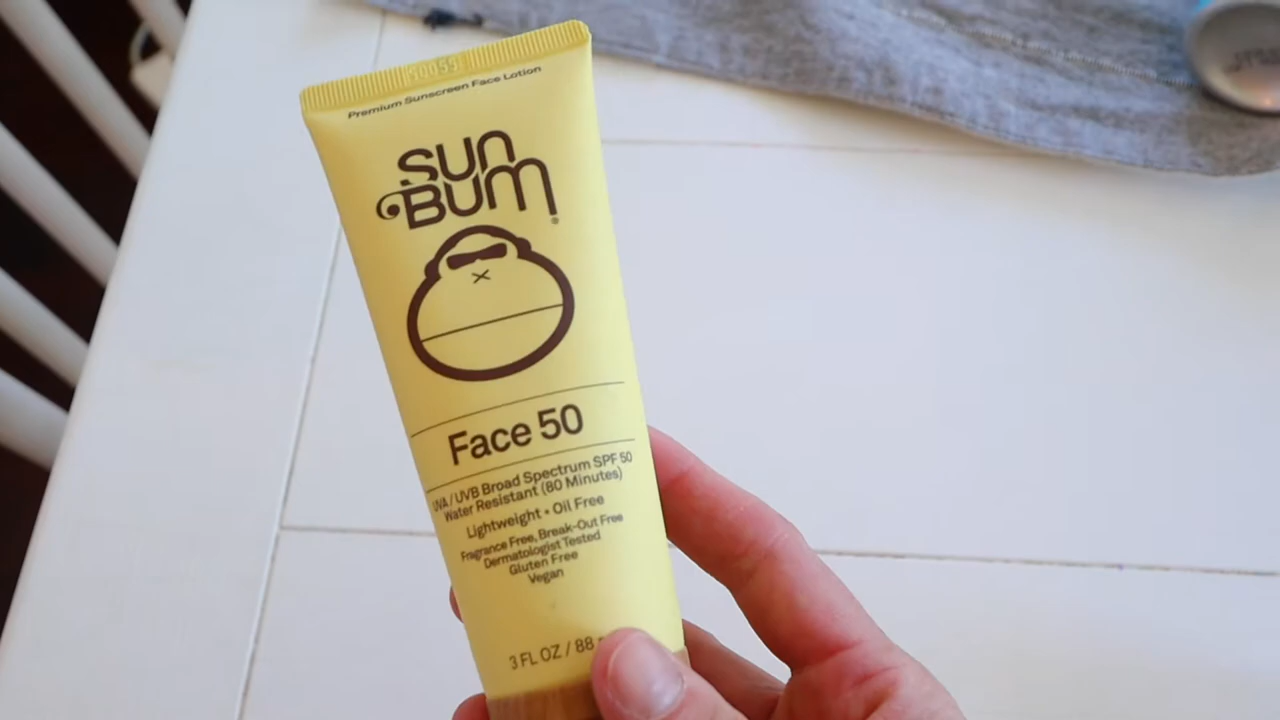 Premium Sunscreen Face Lotion
Sun
Bum®
Face 50
UVA / UVB Broad Spectrum SPF 50
Water Resistant (80 Minutes)
Lightweight • Oil Free
Fragrance Free, Break-Out Free
Dermatologist Tested
Gluten Free
Vegan
3 FL OZ / 88